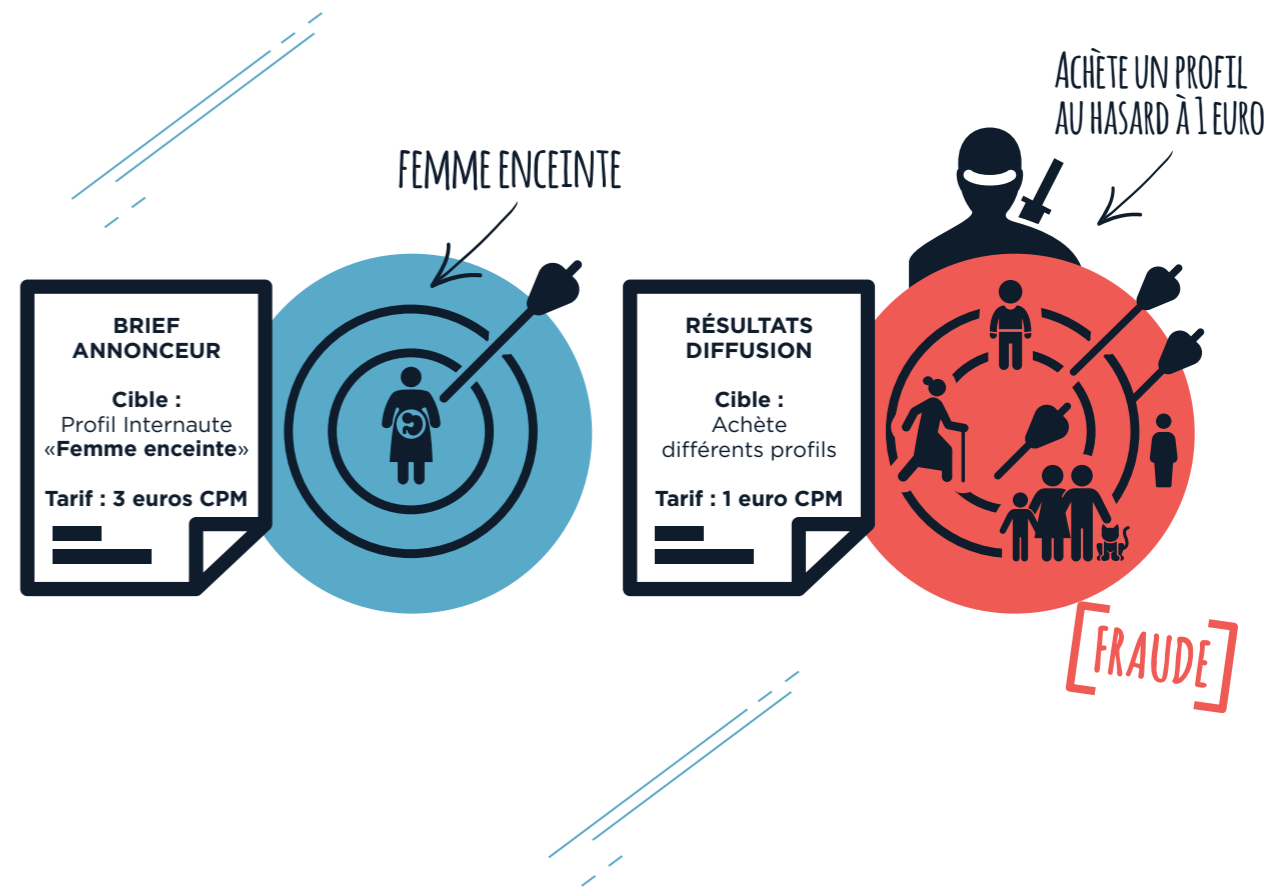 FEMME ENCEINTE
BRIEF
ANNONCEUR
Cible :
Profil Internaute
«Femme enceinte»
Tarif : 3 euros CPM
ACHÈTE UN PROFIL
AU HASARD À 1 EURO
RÉSULTATS
DIFFUSION
Cible :
Achète
différents profils
Tarif : 1 euro CPM
[FRAUDE]